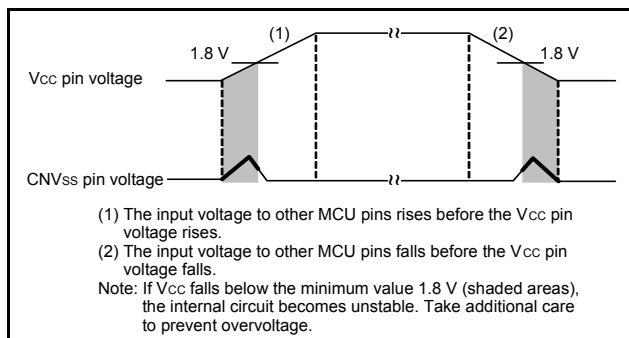 (1)
(2)
1.8 V
1.8 V
Vcc pin voltage
CNVss pin voltage
(1) The input voltage to other MCU pins rises before the Vcc pin
voltage rises.
(2) The input voltage to other MCU pins falls before the Vcc pin
voltage falls.
Note: If Vcc falls below the minimum value 1.8 V (shaded areas),
the internal circuit becomes unstable. Take additional care
to prevent overvoltage.